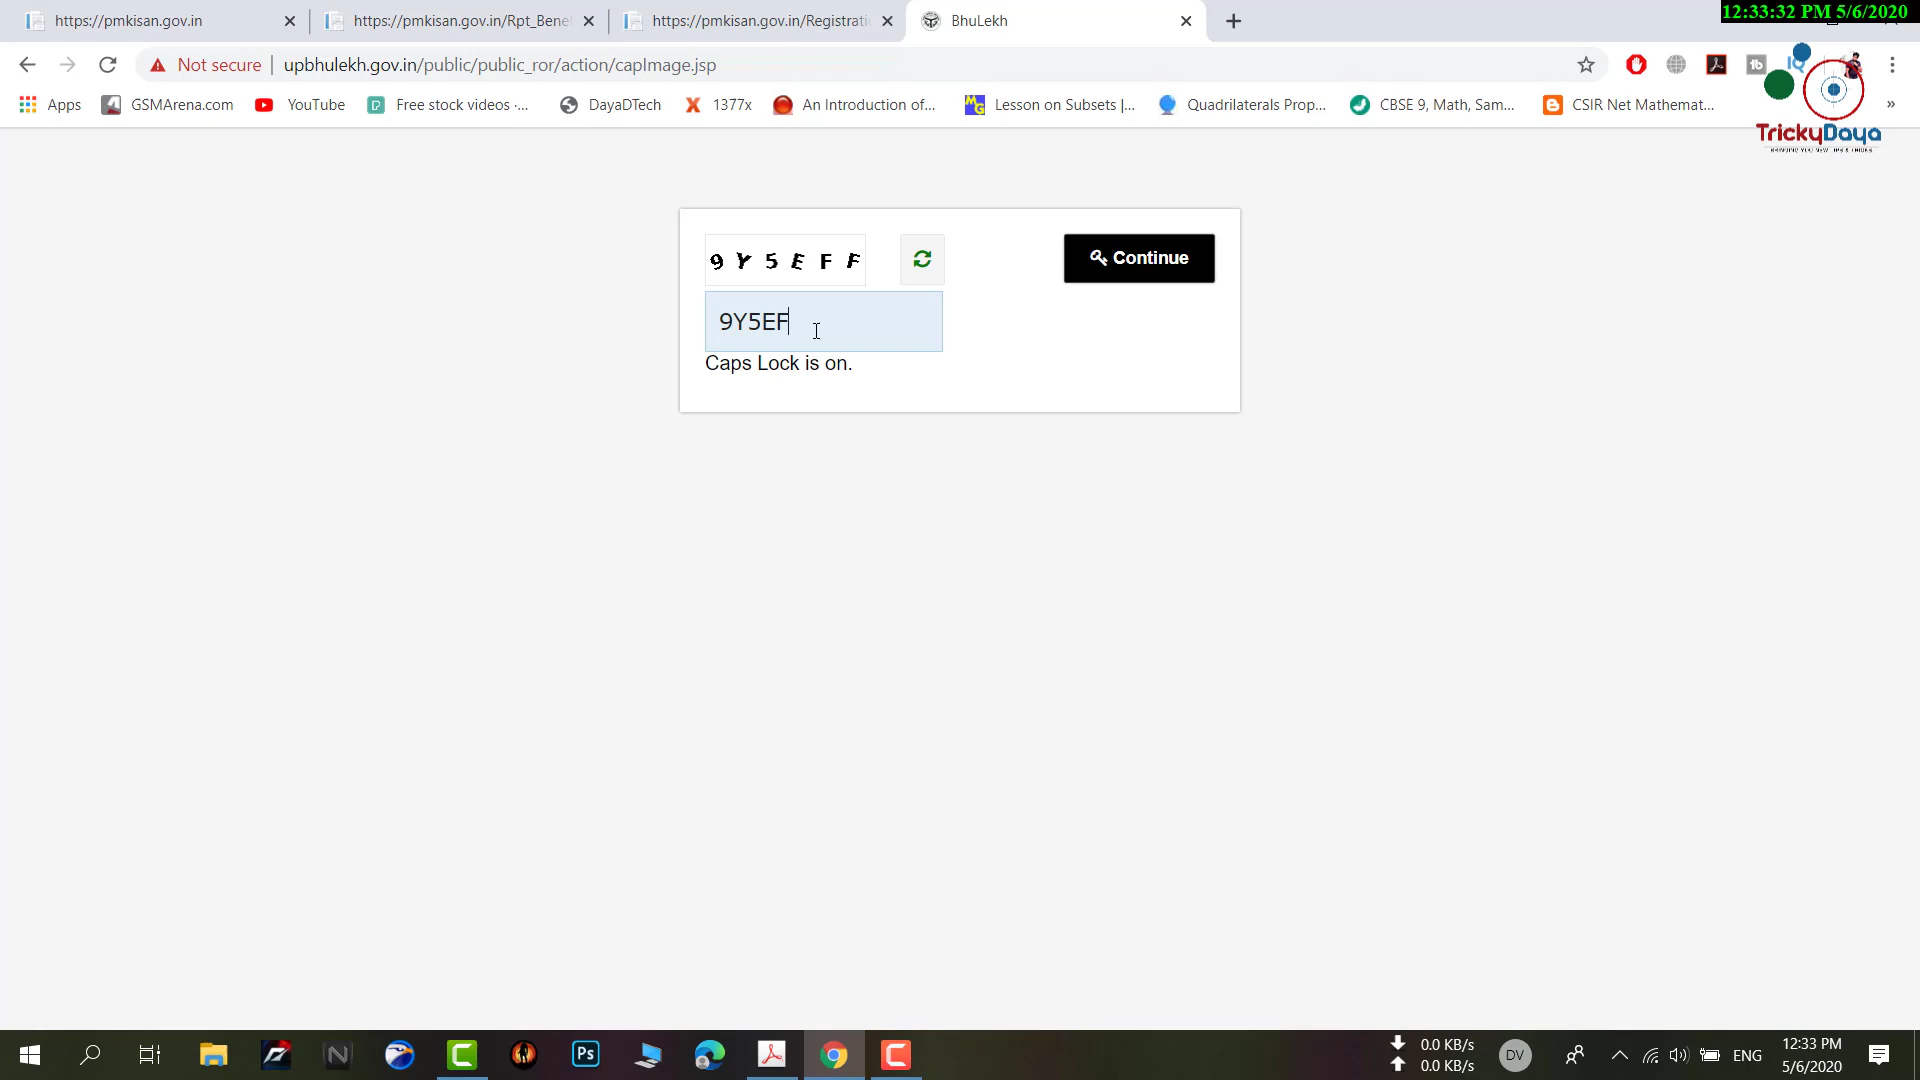 12:33:32 PM 5/6/2020
https://pmkisan.gov.in
https://pmkisan.gov.in/Rpt_Bene
https://pmkisan.gov.in/Registrati
BhuLekh
Not secure
upbhulekh.gov.in/public/public_ror/action/capImage.jsp
Apps
GSMArena.com
YouTube
Free stock videos ·...
DayaDTech
1377x
An Introduction of...
Lesson on Subsets |...
Quadrilaterals Prop...
CBSE 9, Math, Sam...
CSIR Net Mathemat...
»
TrickyDaya
9 Y 5 E F F
Continue
9Y5EF
Caps Lock is on.
Ps
0.0 KB/s
0.0 KB/s
DV
ENG
12:33 PM
5/6/2020